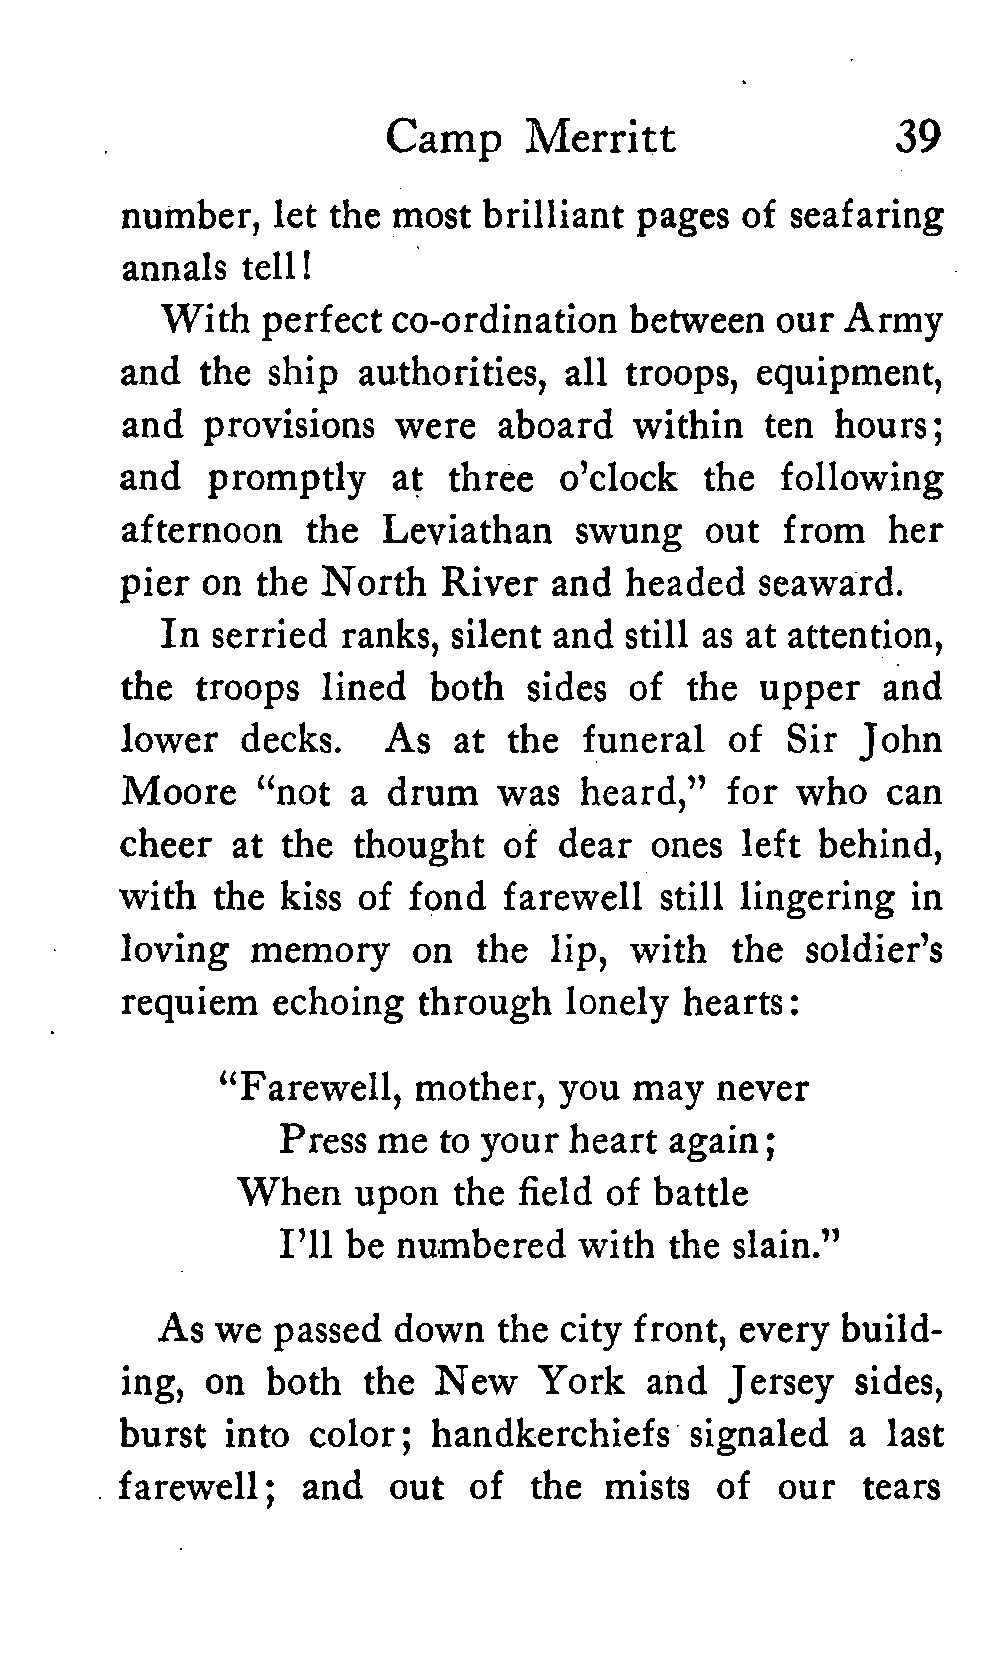 Camp Merritt 39
number, let the most brilliant pages of seafaring
annals tell!
With perfect co-ordination between our Army
and the ship authorities, all troops, equipment,
and provisions were aboard within ten hours;
and promptly at three o'clock the following
afternoon the Leviathan swung out from her
pier on the North River and headed seaward.
In serried ranks, silent and still as at attention,
the troops lined both sides of the upper and
lower decks. As at the funeral of Sir John
Moore "not a drum was heard," for who can
cheer at the thought of dear ones left behind,
with the kiss of fond farewell still lingering in
loving memory on the lip, with the soldier's
requiem echoing through lonely hearts:
"Farewell, mother, you may never
Press me to your heart again;
When upon the field of battle
I'll be numbered with the slain."
As we passed down the city front, every build-
ing, on both the New York and Jersey sides,
burst into color; handkerchiefs signaled a last
farewell; and out of the mists of our tears